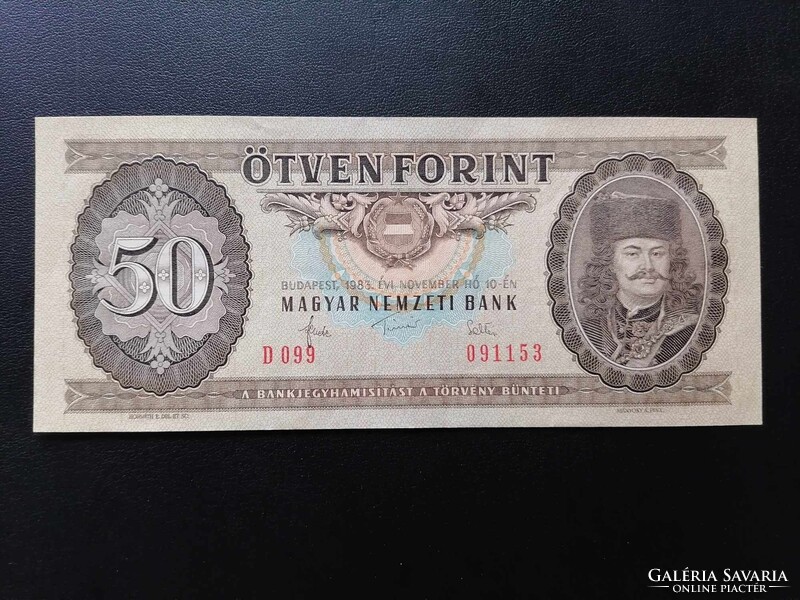 ÖTVEN FORINT
50
BUDAPEST, 1983. ÉVI NOVEMBER HÓ 10-ÉN
MAGYAR NEMZETI BANK
D 099 091153
A BANKJEGYHAMISÍTÁST A TÖRVÉNY BÜNTETI
GALÉRIA SAVARIA
ONLINE PIACTÉR